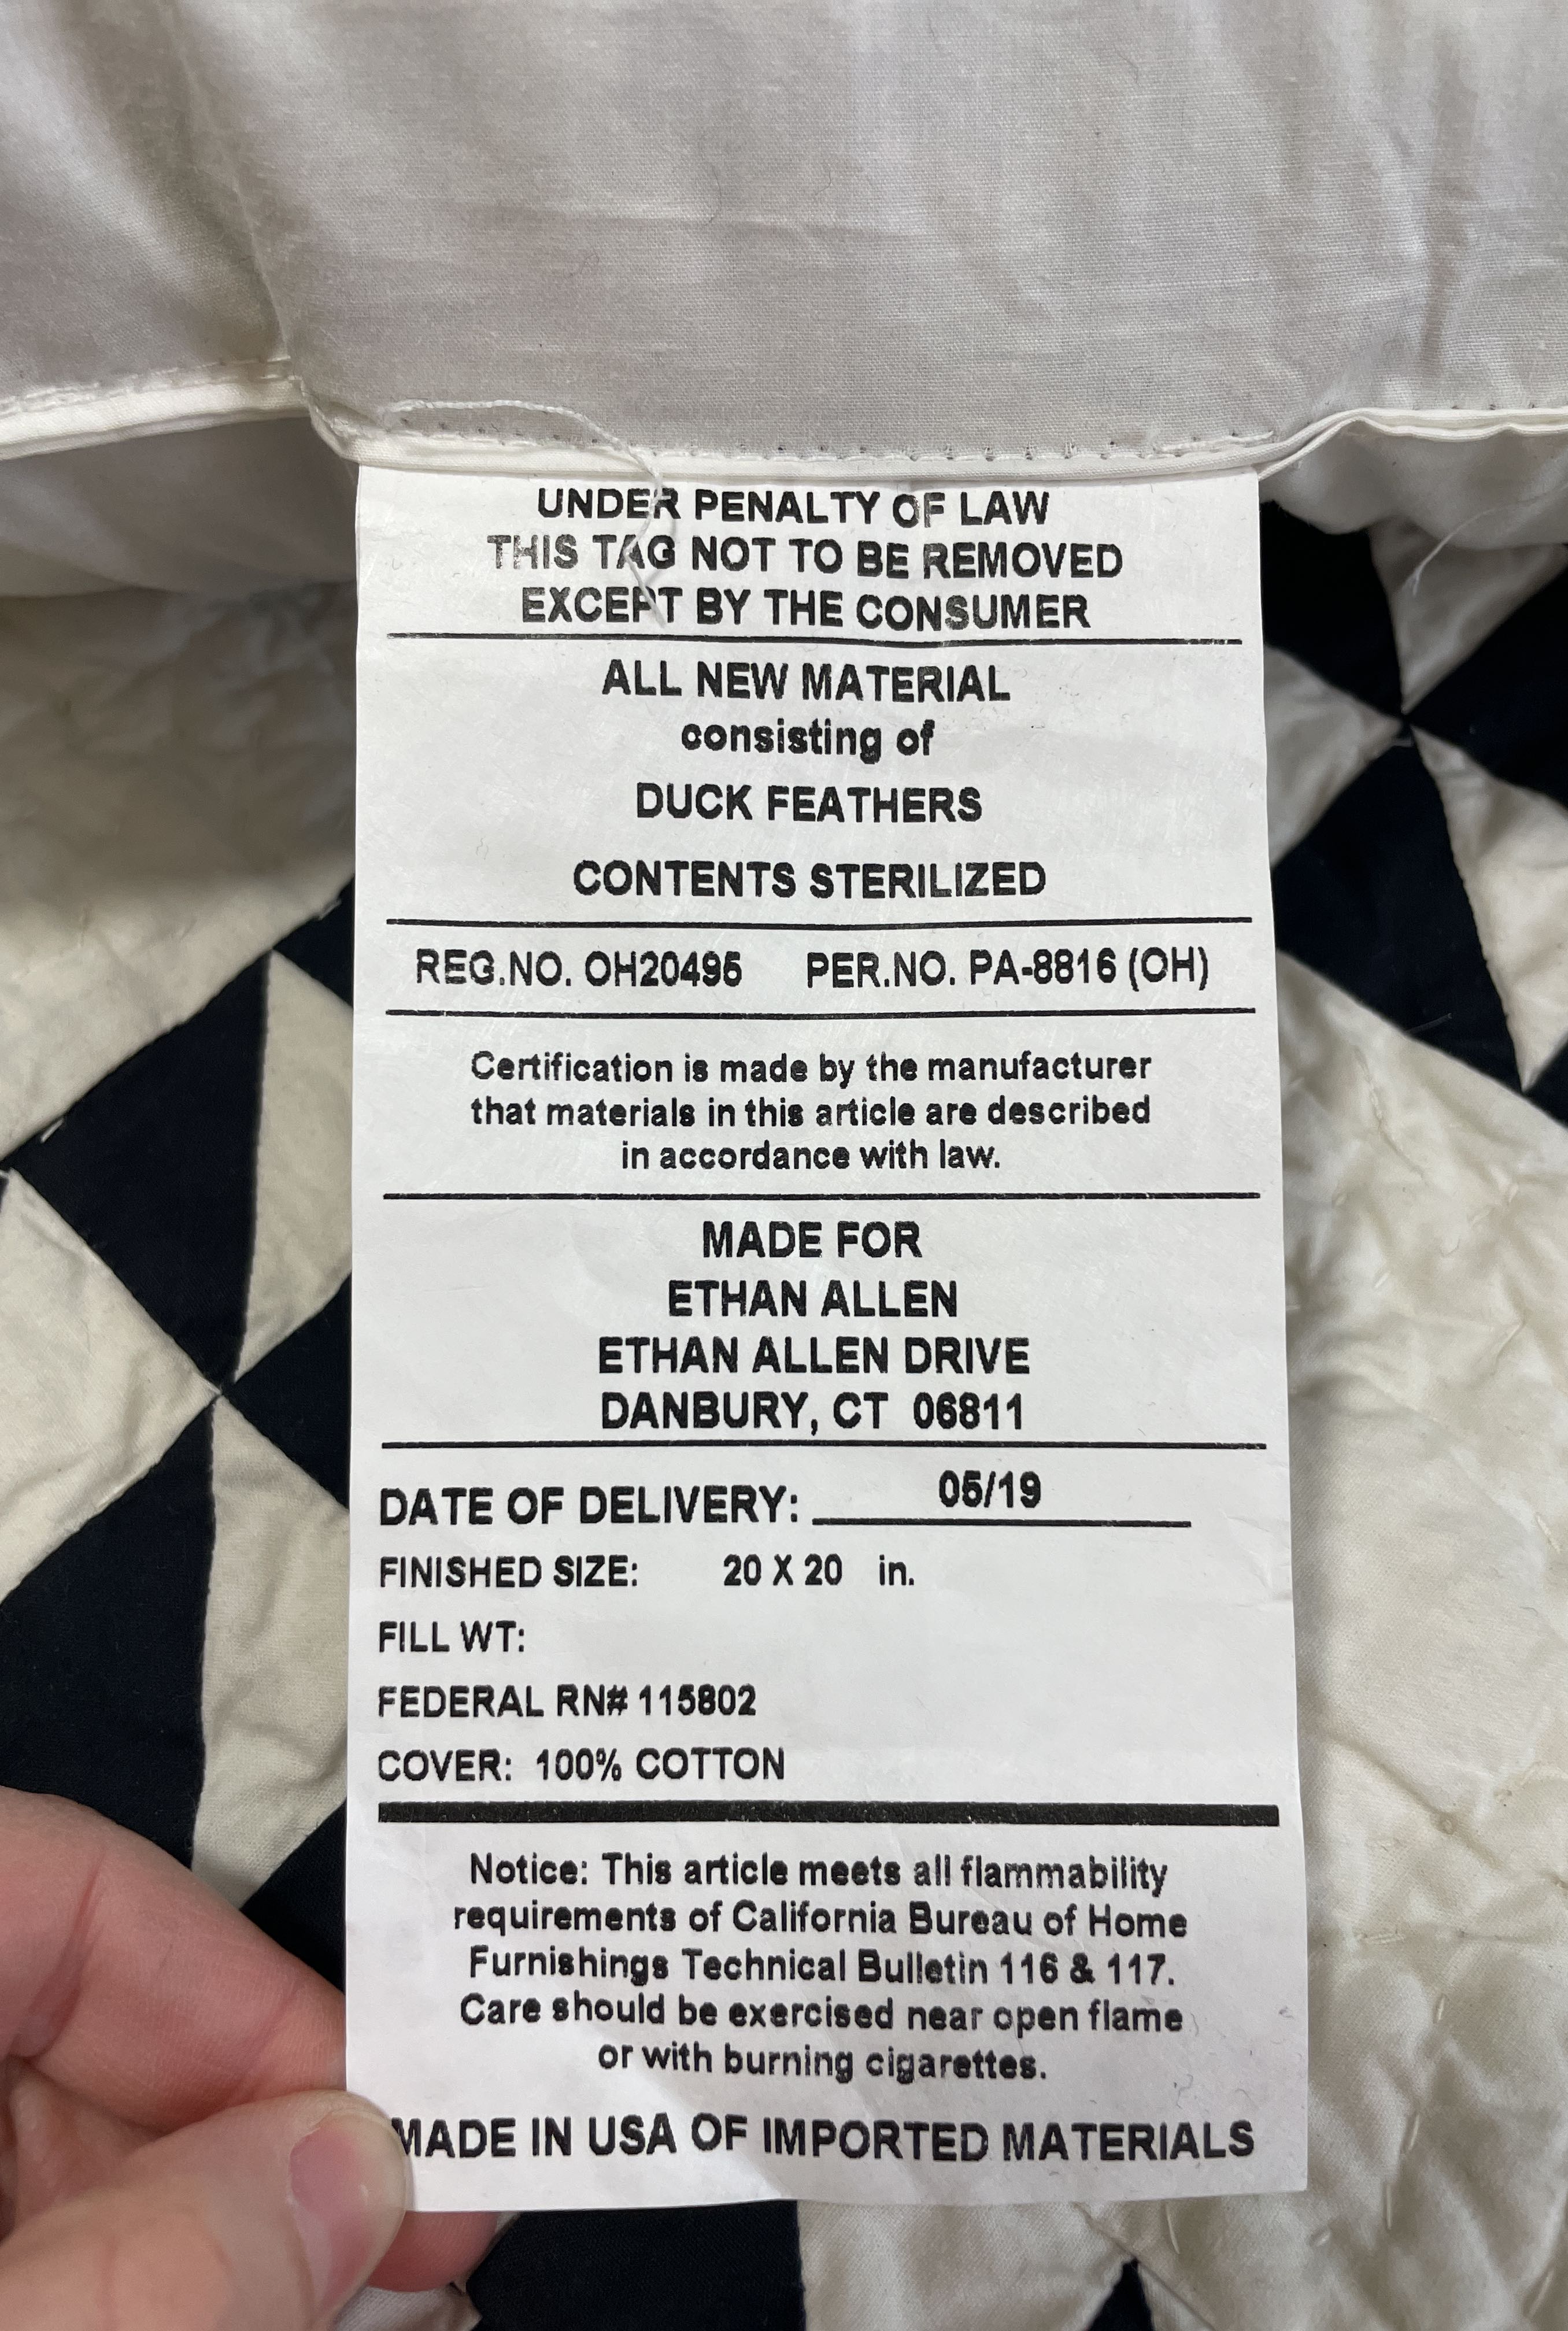 UNDER PENALTY OF LAW
THIS TAG NOT TO BE REMOVED
EXCEPT BY THE CONSUMER
ALL NEW MATERIAL
consisting of
DUCK FEATHERS
CONTENTS STERILIZED
REG.NO. OH20495 PER.NO. PA-8816 (OH)
Certification is made by the manufacturer
that materials in this article are described
in accordance with law.
MADE FOR
ETHAN ALLEN
ETHAN ALLEN DRIVE
DANBURY, CT 06811
DATE OF DELIVERY: 05/19
FINISHED SIZE: 20 X 20 in.
FILL WT:
FEDERAL RN# 115802
COVER: 100% COTTON
Notice: This article meets all flammability
requirements of California Bureau of Home
Furnishings Technical Bulletin 116 & 117.
Care should be exercised near open flame
or with burning cigarettes.
MADE IN USA OF IMPORTED MATERIALS